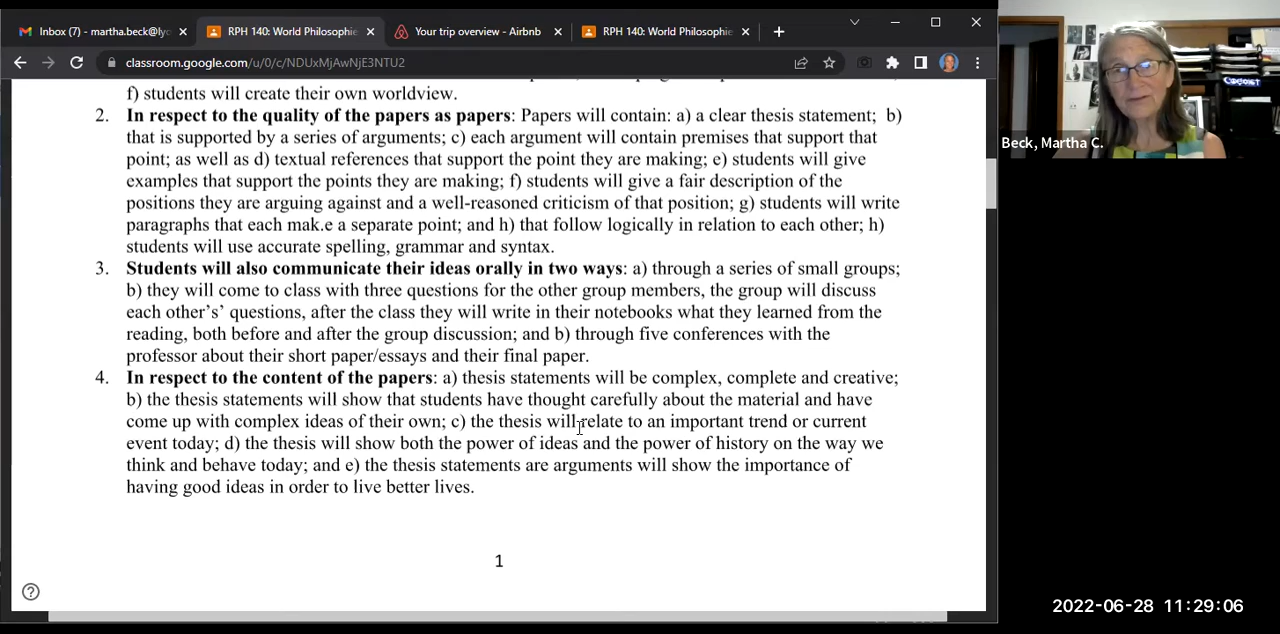 Inbox (7) - martha.beck@lyo
RPH 140: World Philosophie
Your trip overview - Airbnb
RPH 140: World Philosophie
classroom.google.com/u/0/c/NDUxMjAwNjE3NTU2
f) students will create their own worldview.
2. In respect to the quality of the papers as papers: Papers will contain: a) a clear thesis statement; b)
that is supported by a series of arguments; c) each argument will contain premises that support that
point; as well as d) textual references that support the point they are making; e) students will give
examples that support the points they are making; f) students will give a fair description of the
positions they are arguing against and a well-reasoned criticism of that position; g) students will write
paragraphs that each mak.e a separate point; and h) that follow logically in relation to each other; h)
students will use accurate spelling, grammar and syntax.
3. Students will also communicate their ideas orally in two ways: a) through a series of small groups;
b) they will come to class with three questions for the other group members, the group will discuss
each other’s’ questions, after the class they will write in their notebooks what they learned from the
reading, both before and after the group discussion; and b) through five conferences with the
professor about their short paper/essays and their final paper.
4. In respect to the content of the papers: a) thesis statements will be complex, complete and creative;
b) the thesis statements will show that students have thought carefully about the material and have
come up with complex ideas of their own; c) the thesis will relate to an important trend or current
event today; d) the thesis will show both the power of ideas and the power of history on the way we
think and behave today; and e) the thesis statements are arguments will show the importance of
having good ideas in order to live better lives.
1
Beck, Martha C.
2022-06-28 11:29:06